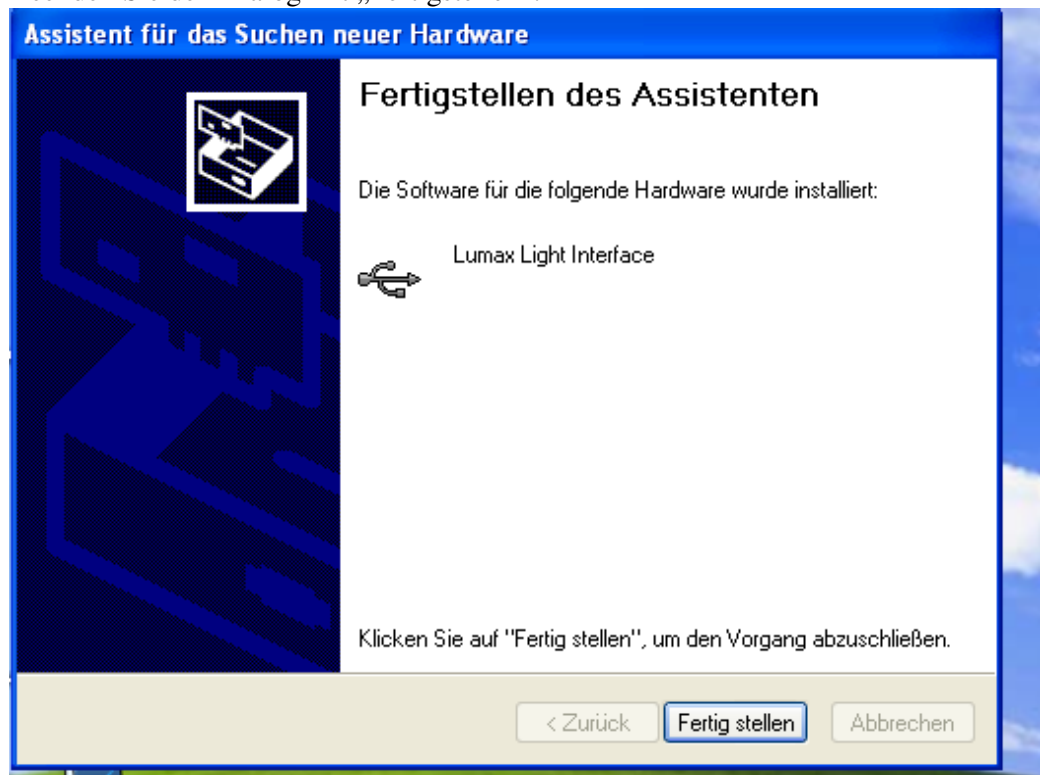 Assistent für das Suchen neuer Hardware
Fertigstellen des Assistenten
Die Software für die folgende Hardware wurde installiert:
Lumax Light Interface
Klicken Sie auf "Fertig stellen", um den Vorgang abzuschließen.
< Zurück Fertig stellen Abbrechen